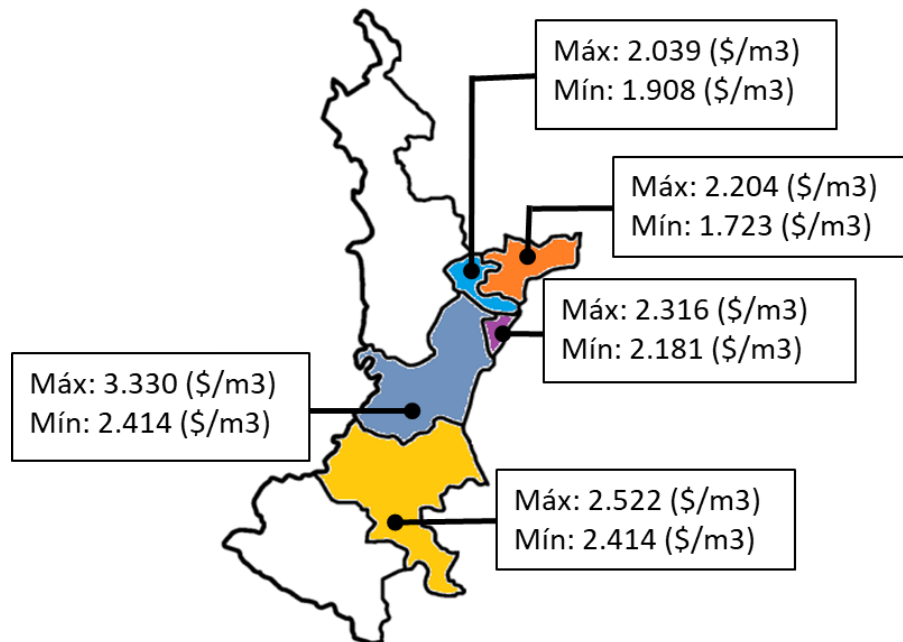 Máx: 2.039 ($/m3)
Mín: 1.908 ($/m3)
Máx: 2.204 ($/m3)
Mín: 1.723 ($/m3)
Máx: 2.316 ($/m3)
Mín: 2.181 ($/m3)
Máx: 3.330 ($/m3)
Mín: 2.414 ($/m3)
Máx: 2.522 ($/m3)
Mín: 2.414 ($/m3)